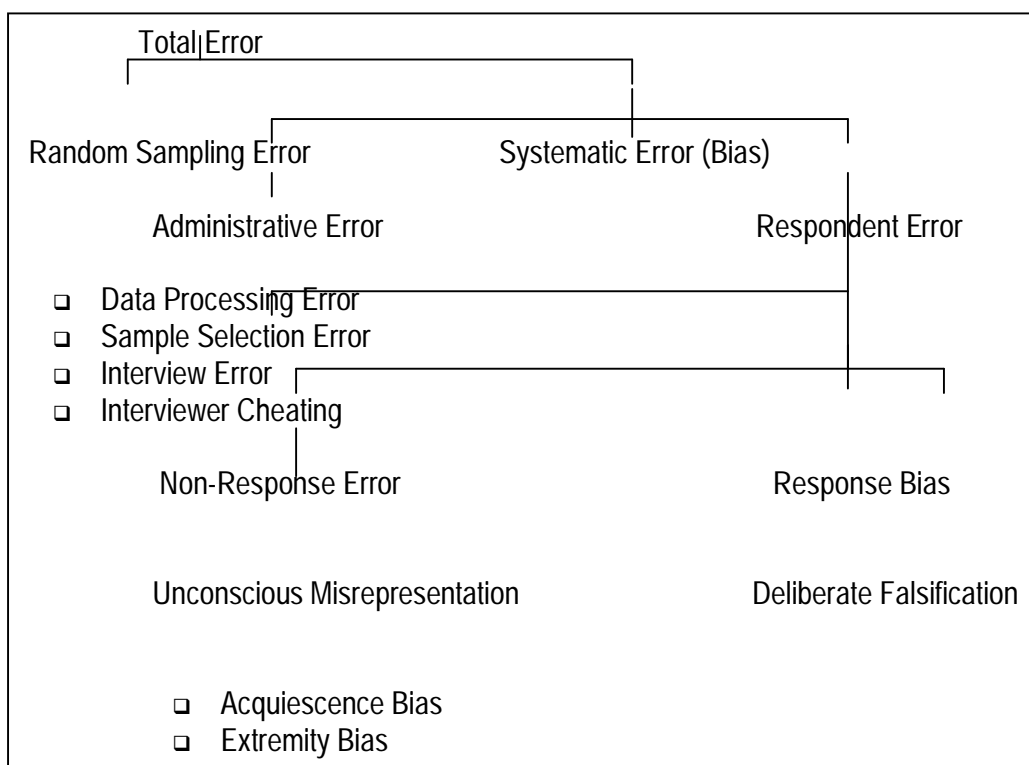 Total Error
Random Sampling Error Systematic Error (Bias)
Administrative Error Respondent Error
❑ Data Processing Error
❑ Sample Selection Error
❑ Interview Error
❑ Interviewer Cheating
Non-Response Error Response Bias
Unconscious Misrepresentation Deliberate Falsification
❑ Acquiescence Bias
❑ Extremity Bias